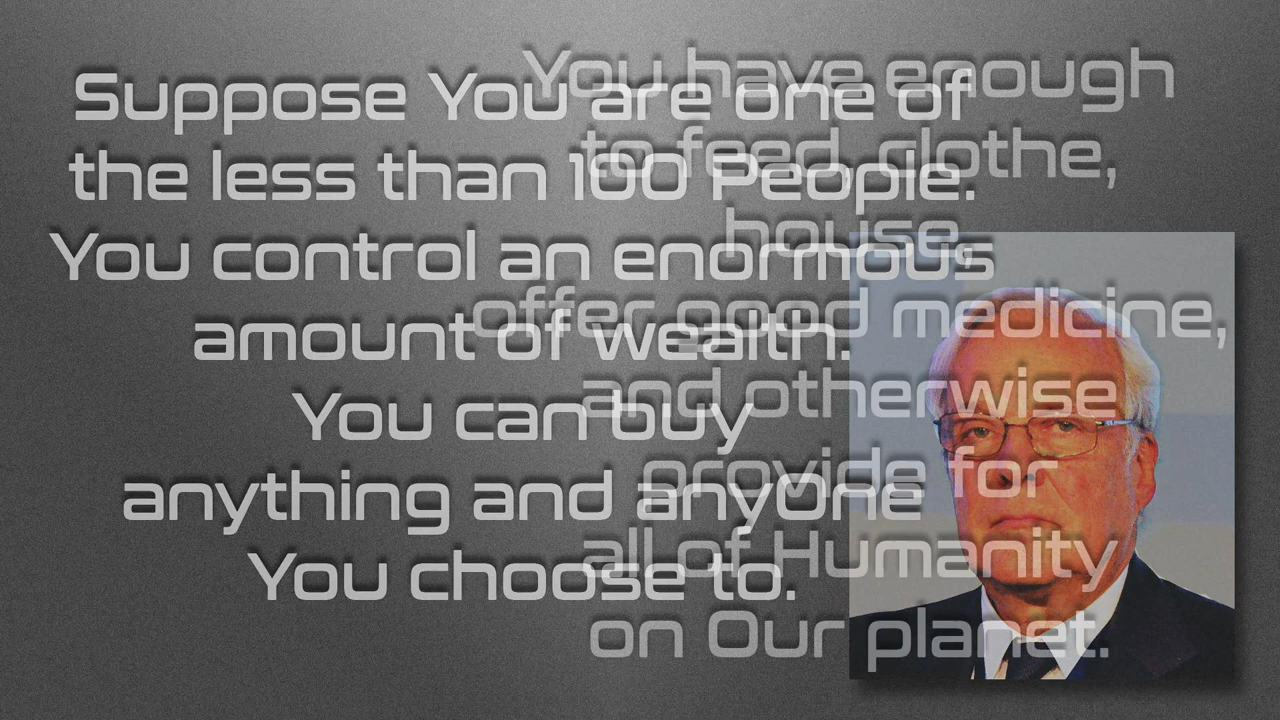 Suppose You are one of
the less than 100 People.
You control an enormous
amount of wealth.
You can buy
anything and anyone
You choose to.
You have enough
to feed, clothe,
house,
offer good medicine,
and otherwise
provide for
all of Humanity
on Our planet.